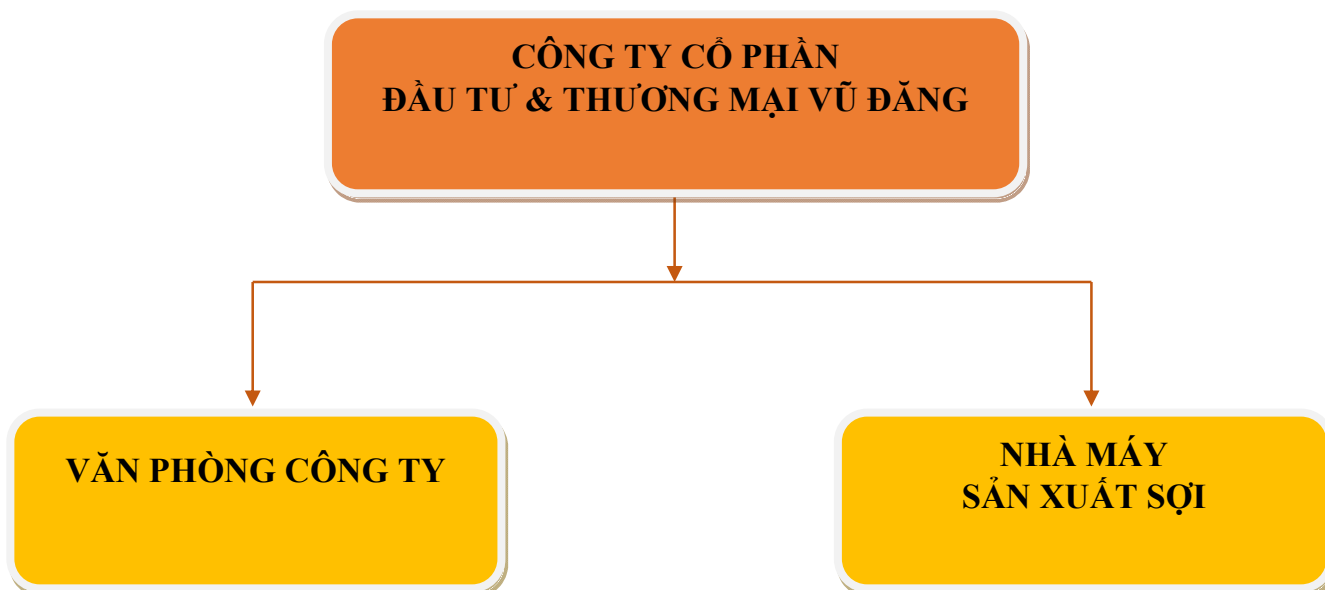 CÔNG TY CỔ PHẦN
ĐẦU TƯ & THƯƠNG MẠI VŨ ĐĂNG
VĂN PHÒNG CÔNG TY
NHÀ MÁY
SẢN XUẤT SỢI